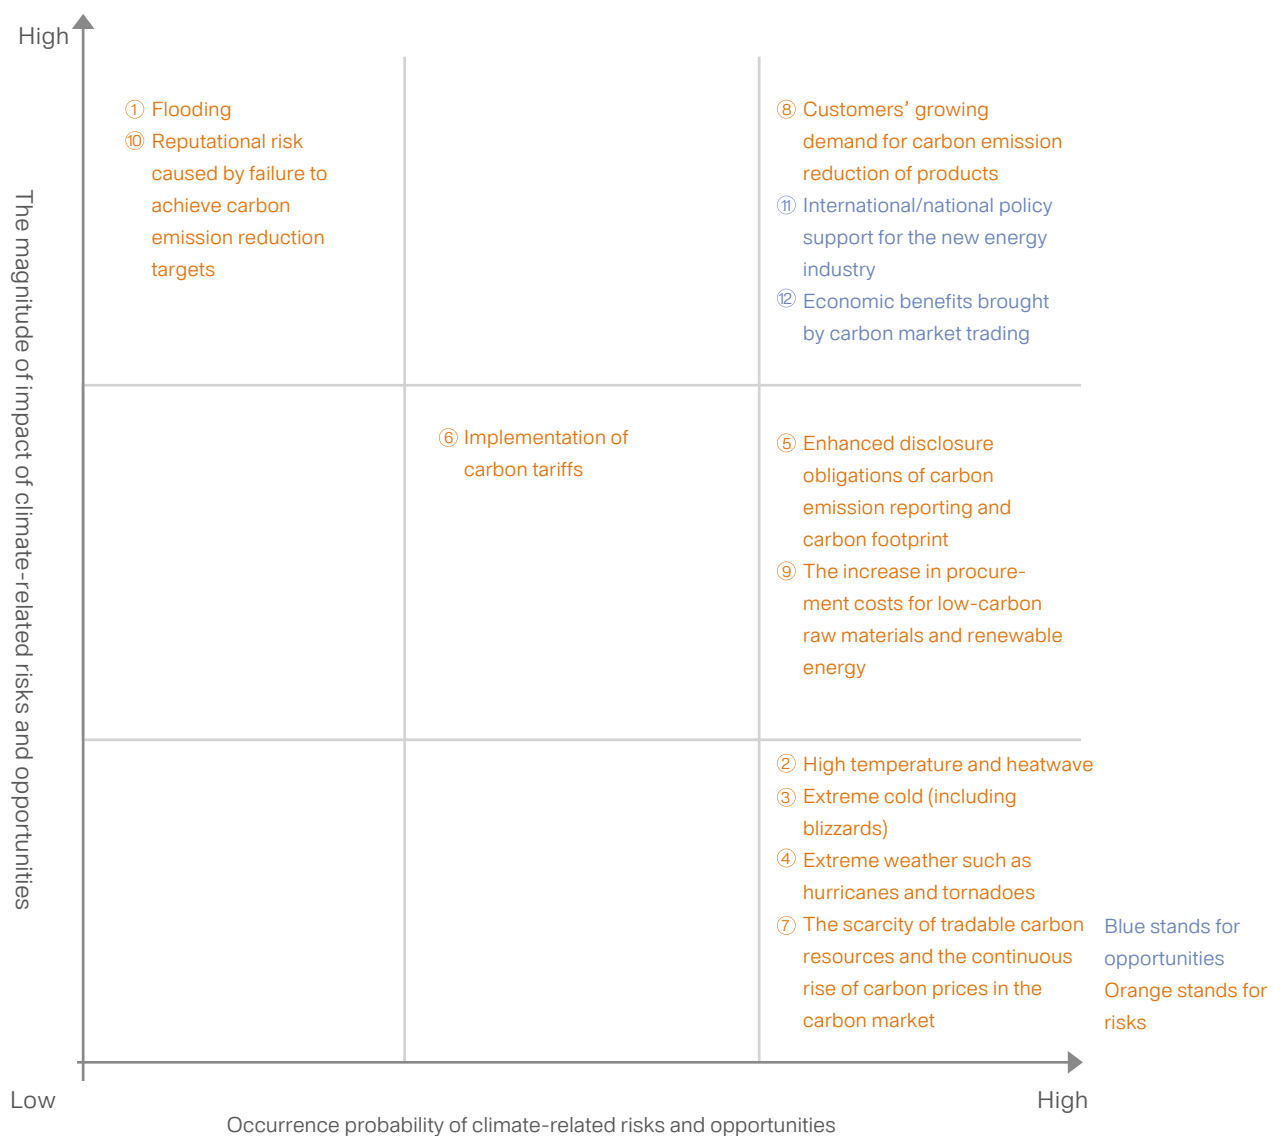 High
The magnitude of impact of climate-related risks and opportunities
① Flooding
⑩ Reputational risk
caused by failure to
achieve carbon
emission reduction
targets
⑧ Customers’ growing
demand for carbon emission
reduction of products
⑪ International/national policy
support for the new energy
industry
⑫ Economic benefits brought
by carbon market trading
⑥ Implementation of
carbon tariffs
⑤ Enhanced disclosure
obligations of carbon
emission reporting and
carbon footprint
⑨ The increase in procure-
ment costs for low-carbon
raw materials and renewable
energy
② High temperature and heatwave
③ Extreme cold (including
blizzards)
④ Extreme weather such as
hurricanes and tornadoes
⑦ The scarcity of tradable carbon
resources and the continuous
rise of carbon prices in the
carbon market
Blue stands for
opportunities
Orange stands for
risks
Low
High
Occurrence probability of climate-related risks and opportunities